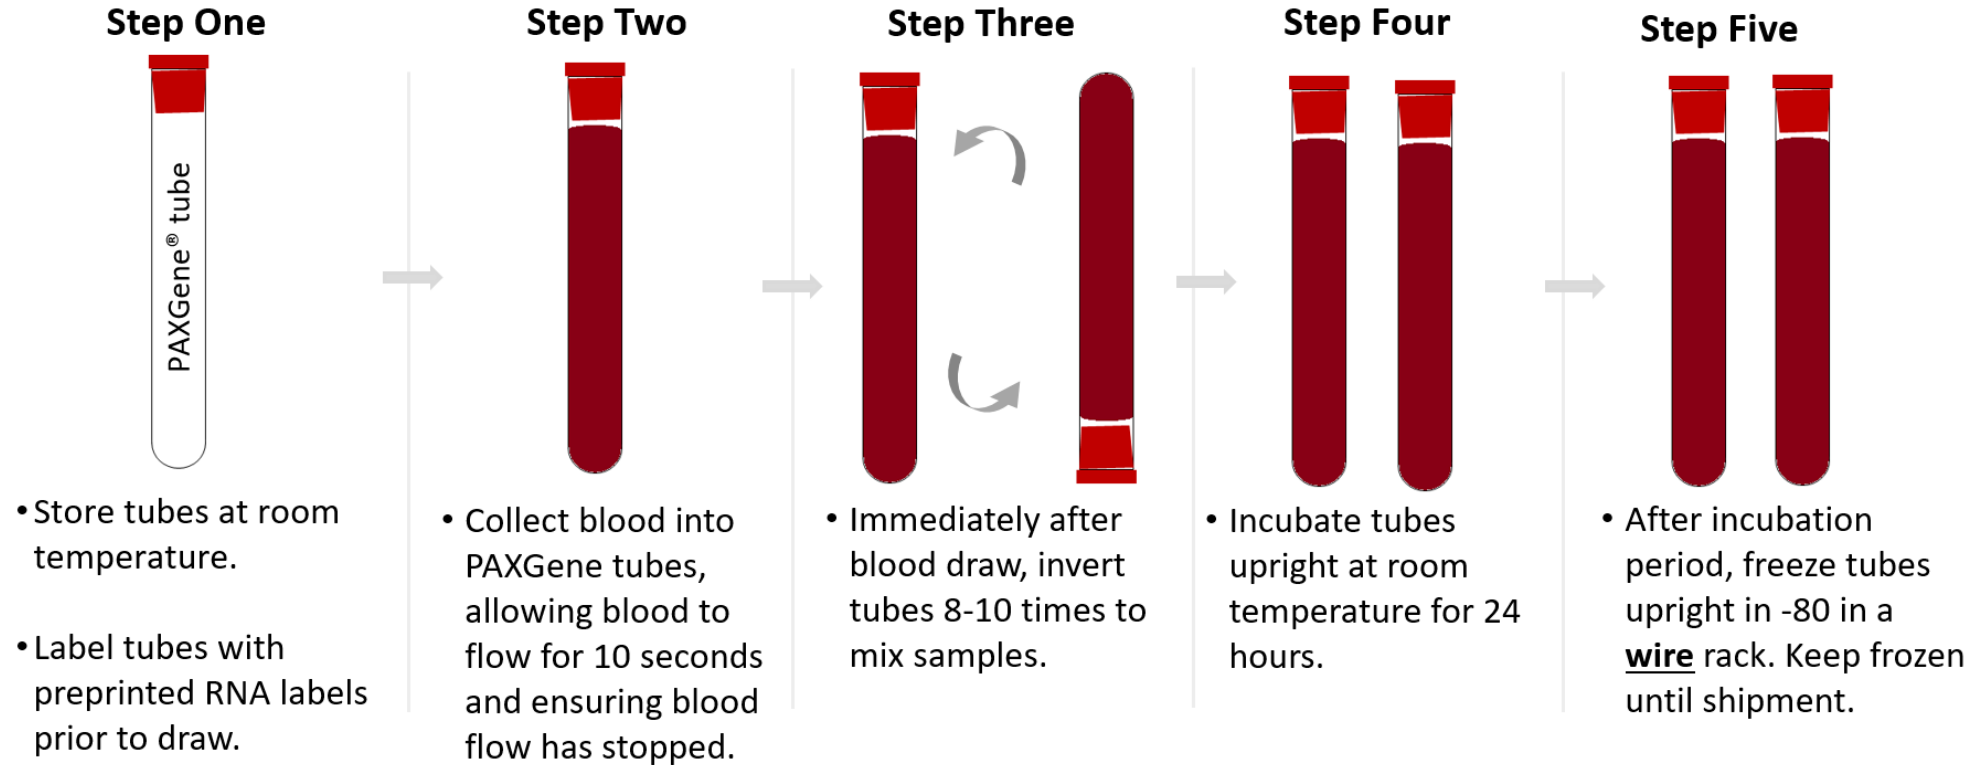 Step One
PAXGene® tube
• Store tubes at room
temperature.
• Label tubes with
preprinted RNA labels
prior to draw.
Step Two
• Collect blood into
PAXGene tubes,
allowing blood to
flow for 10 seconds
and ensuring blood
flow has stopped.
Step Three
• Immediately after
blood draw, invert
tubes 8-10 times to
mix samples.
Step Four
• Incubate tubes
upright at room
temperature for 24
hours.
Step Five
• After incubation
period, freeze tubes
upright in -80 in a
wire rack. Keep frozen
until shipment.